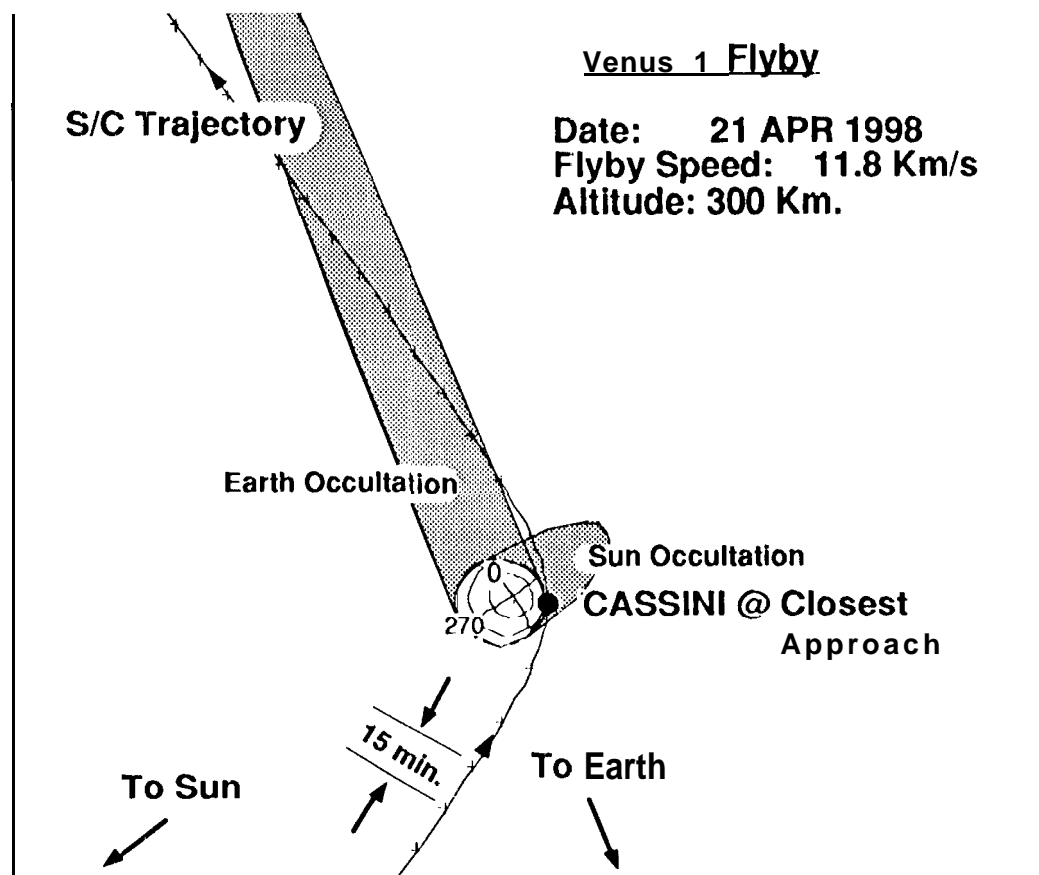 Venus 1 Flyby
S/C Trajectory
Date: 21 APR 1998
Flyby Speed: 11.8 Km/s
Altitude: 300 Km.
Earth Occultation
Sun Occultation
0
CASSINI @ Closest
Approach
270
15 min.
To Earth
To Sun